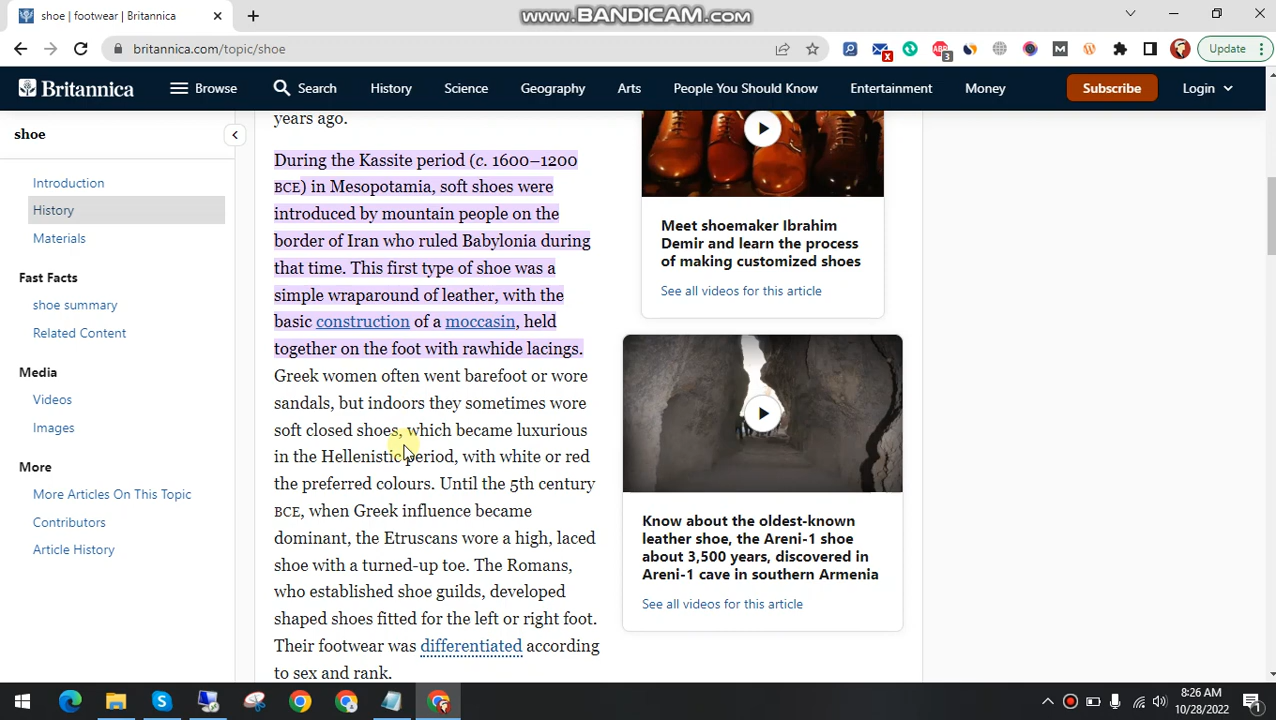 shoe | footwear | Britannica
www.BANDICAM.com
britannica.com/topic/shoe
Update
Britannica
Browse
Search
History
Science
Geography
Arts
People You Should Know
Entertainment
Money
Subscribe
Login
shoe
Introduction
History
Materials
Fast Facts
shoe summary
Related Content
Media
Videos
Images
More
More Articles On This Topic
Contributors
Article History
years ago.
During the Kassite period (c. 1600–1200
BCE) in Mesopotamia, soft shoes were
introduced by mountain people on the
border of Iran who ruled Babylonia during
that time. This first type of shoe was a
simple wraparound of leather, with the
basic construction of a moccasin, held
together on the foot with rawhide lacings.
Greek women often went barefoot or wore
sandals, but indoors they sometimes wore
soft closed shoes, which became luxurious
in the Hellenistic period, with white or red
the preferred colours. Until the 5th century
BCE, when Greek influence became
dominant, the Etruscans wore a high, laced
shoe with a turned-up toe. The Romans,
who established shoe guilds, developed
shaped shoes fitted for the left or right foot.
Their footwear was differentiated according
to sex and rank.
Meet shoemaker Ibrahim
Demir and learn the process
of making customized shoes
See all videos for this article
Know about the oldest-known
leather shoe, the Areni-1 shoe
about 3,500 years, discovered in
Areni-1 cave in southern Armenia
See all videos for this article
8:26 AM
10/28/2022